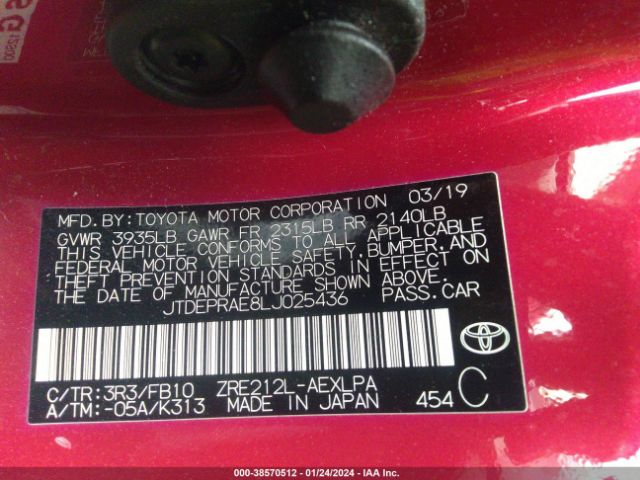 SG
12800
MFD. BY: TOYOTA MOTOR CORPORATION 03/19
GVWR 3935LB GAWR FR 2315LB RR 2140LB
THIS VEHICLE CONFORMS TO ALL APPLICABLE
FEDERAL MOTOR VEHICLE SAFETY, BUMPER, AND
THEFT PREVENTION STANDARDS IN EFFECT ON
THE DATE OF MANUFACTURE SHOWN ABOVE.
JTDEPRAE8LJ025436 PASS. CAR
C/TR: 3R3/FB10 ZRE212L-AEXLPA
A/TM: -05A/K313 MADE IN JAPAN 454 C
TOYOTA
000-38570512 - 01/24/2024 - IAA Inc.